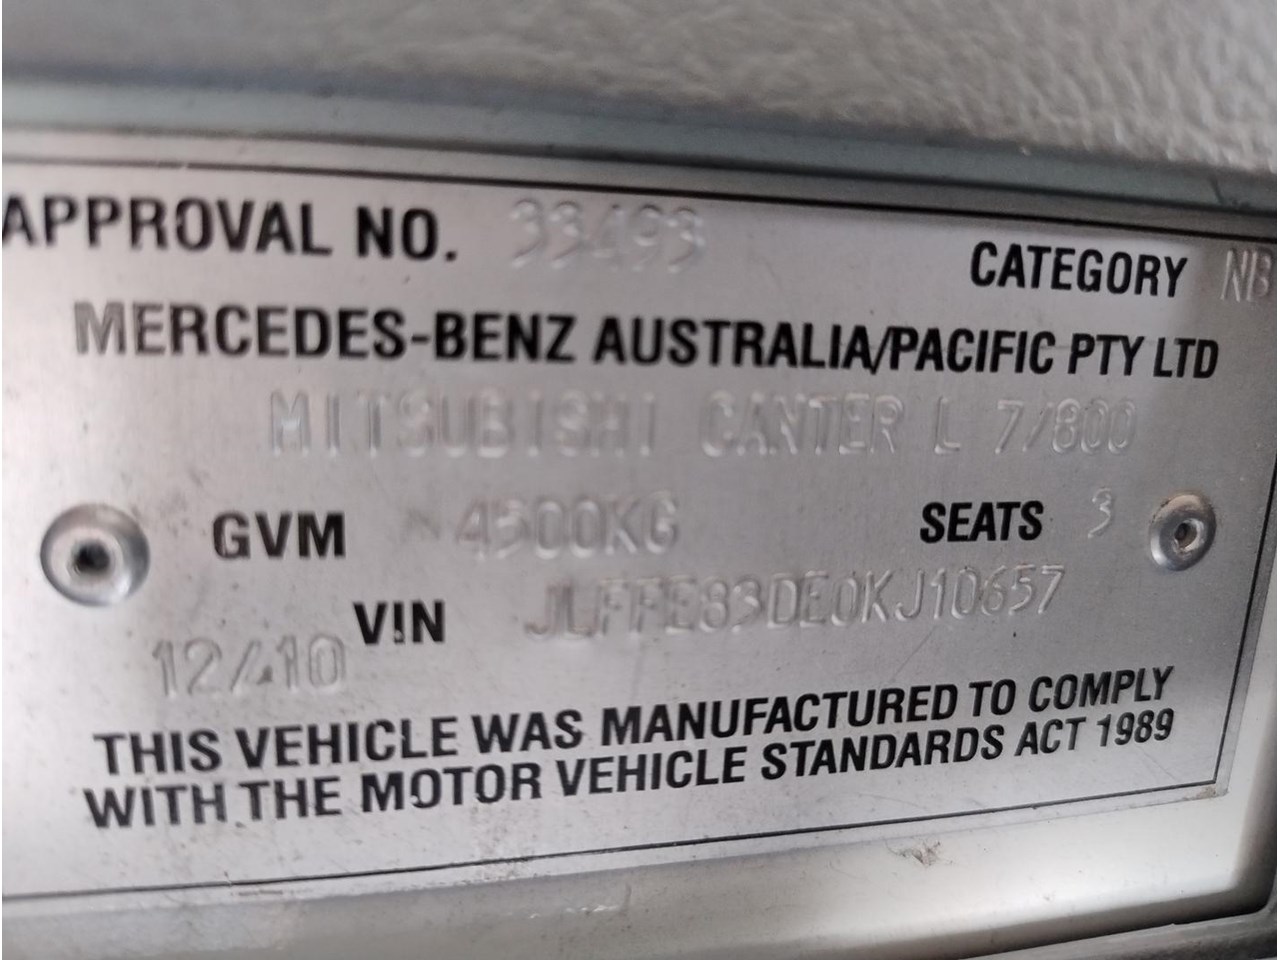 APPROVAL NO. 33493 CATEGORY NB
MERCEDES-BENZ AUSTRALIA/PACIFIC PTY LTD
MITSUBISHI CANTER L 7/800
GVM 4500KG SEATS 3
VIN JLFFE83DE0KJ10657
12/10
THIS VEHICLE WAS MANUFACTURED TO COMPLY
WITH THE MOTOR VEHICLE STANDARDS ACT 1989